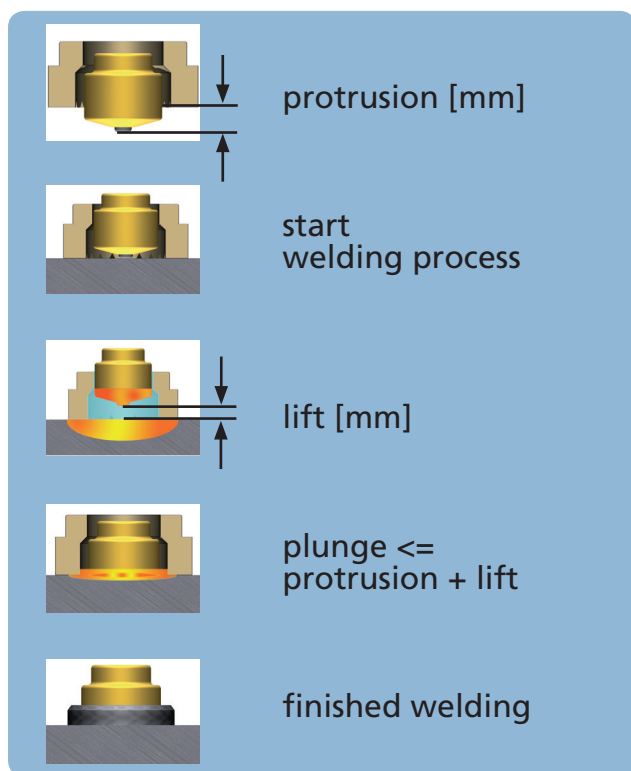 protrusion [mm]
start
welding process
lift [mm]
plunge <=
protrusion + lift
finished welding